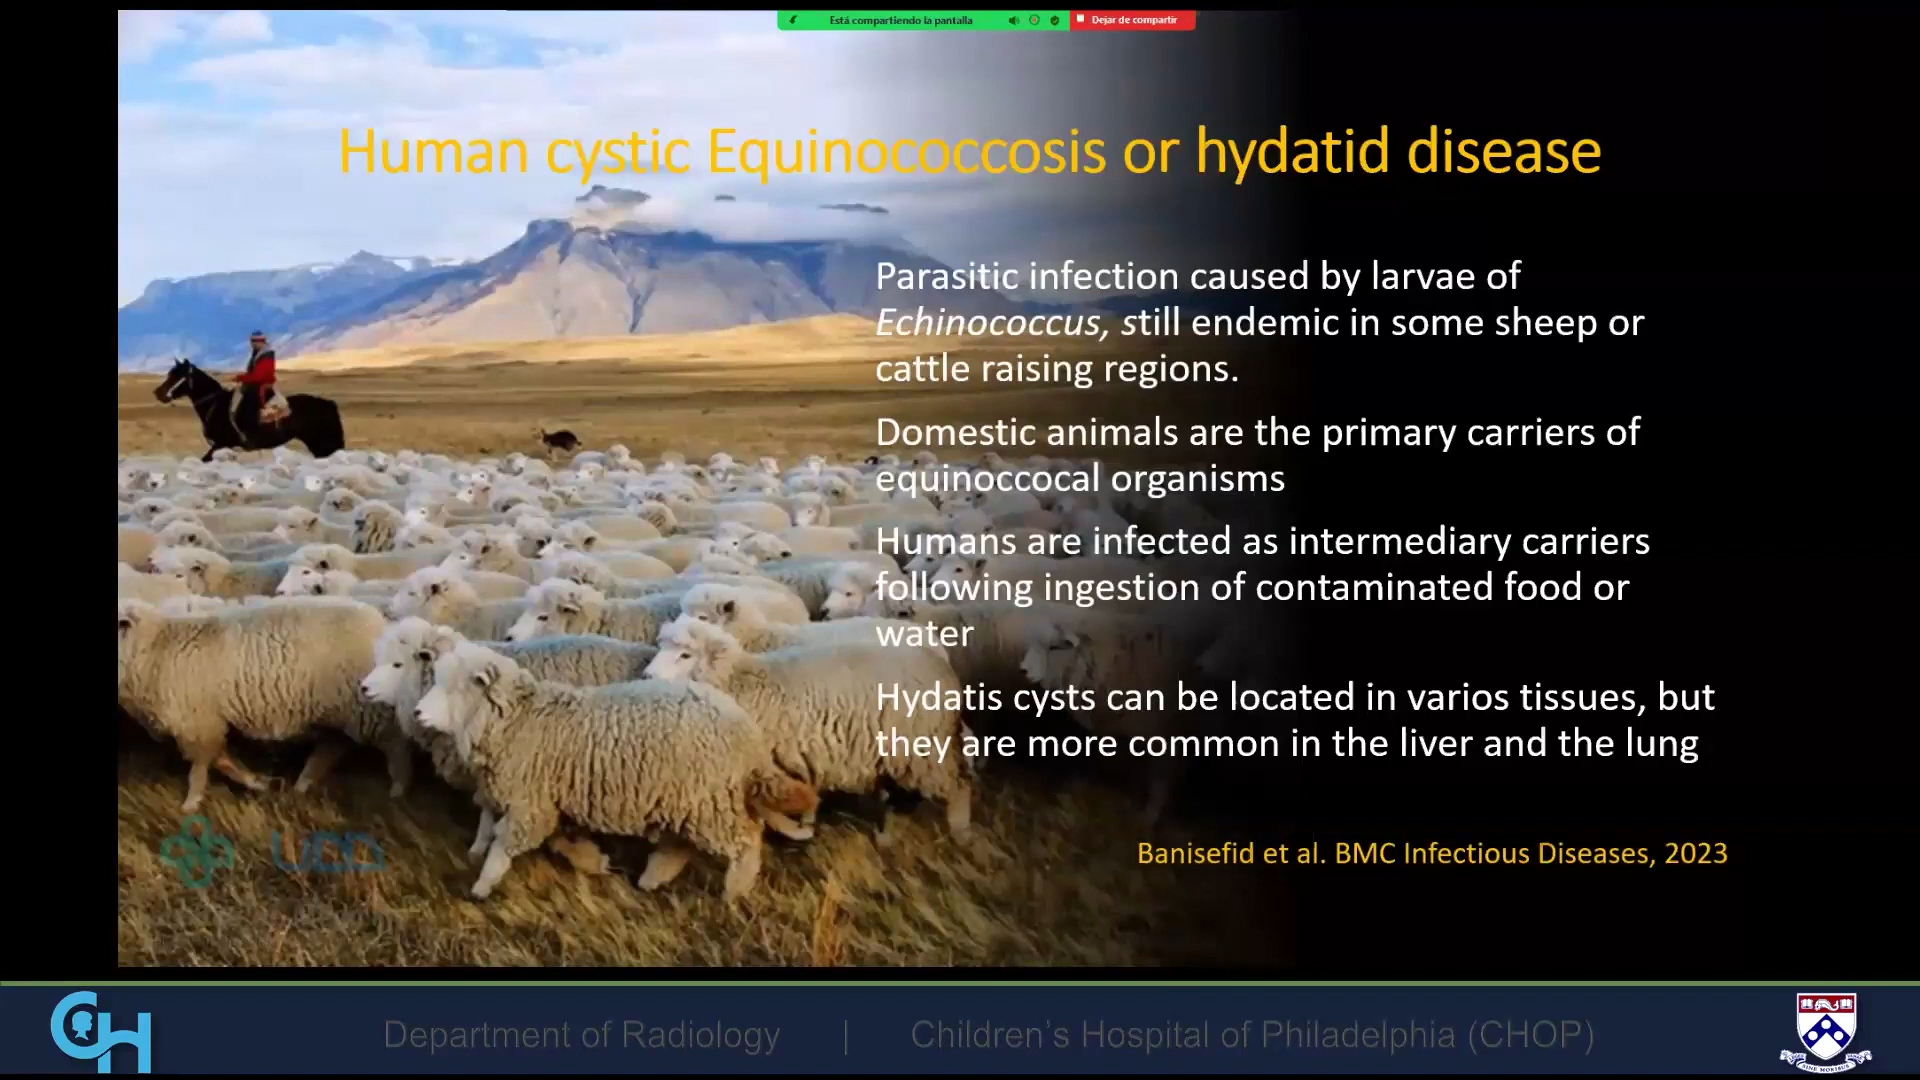 Está compartiendo la pantalla
Dejar de compartir
Human cystic Equinococcosis or hydatid disease
Parasitic infection caused by larvae of
Echinococcus, still endemic in some sheep or
cattle raising regions.
Domestic animals are the primary carriers of
equinoccocal organisms
Humans are infected as intermediary carriers
following ingestion of contaminated food or
water
Hydatis cysts can be located in varios tissues, but
they are more common in the liver and the lung
Banisefid et al. BMC Infectious Diseases, 2023
CH
Department of Radiology | Children's Hospital of Philadelphia (CHOP)